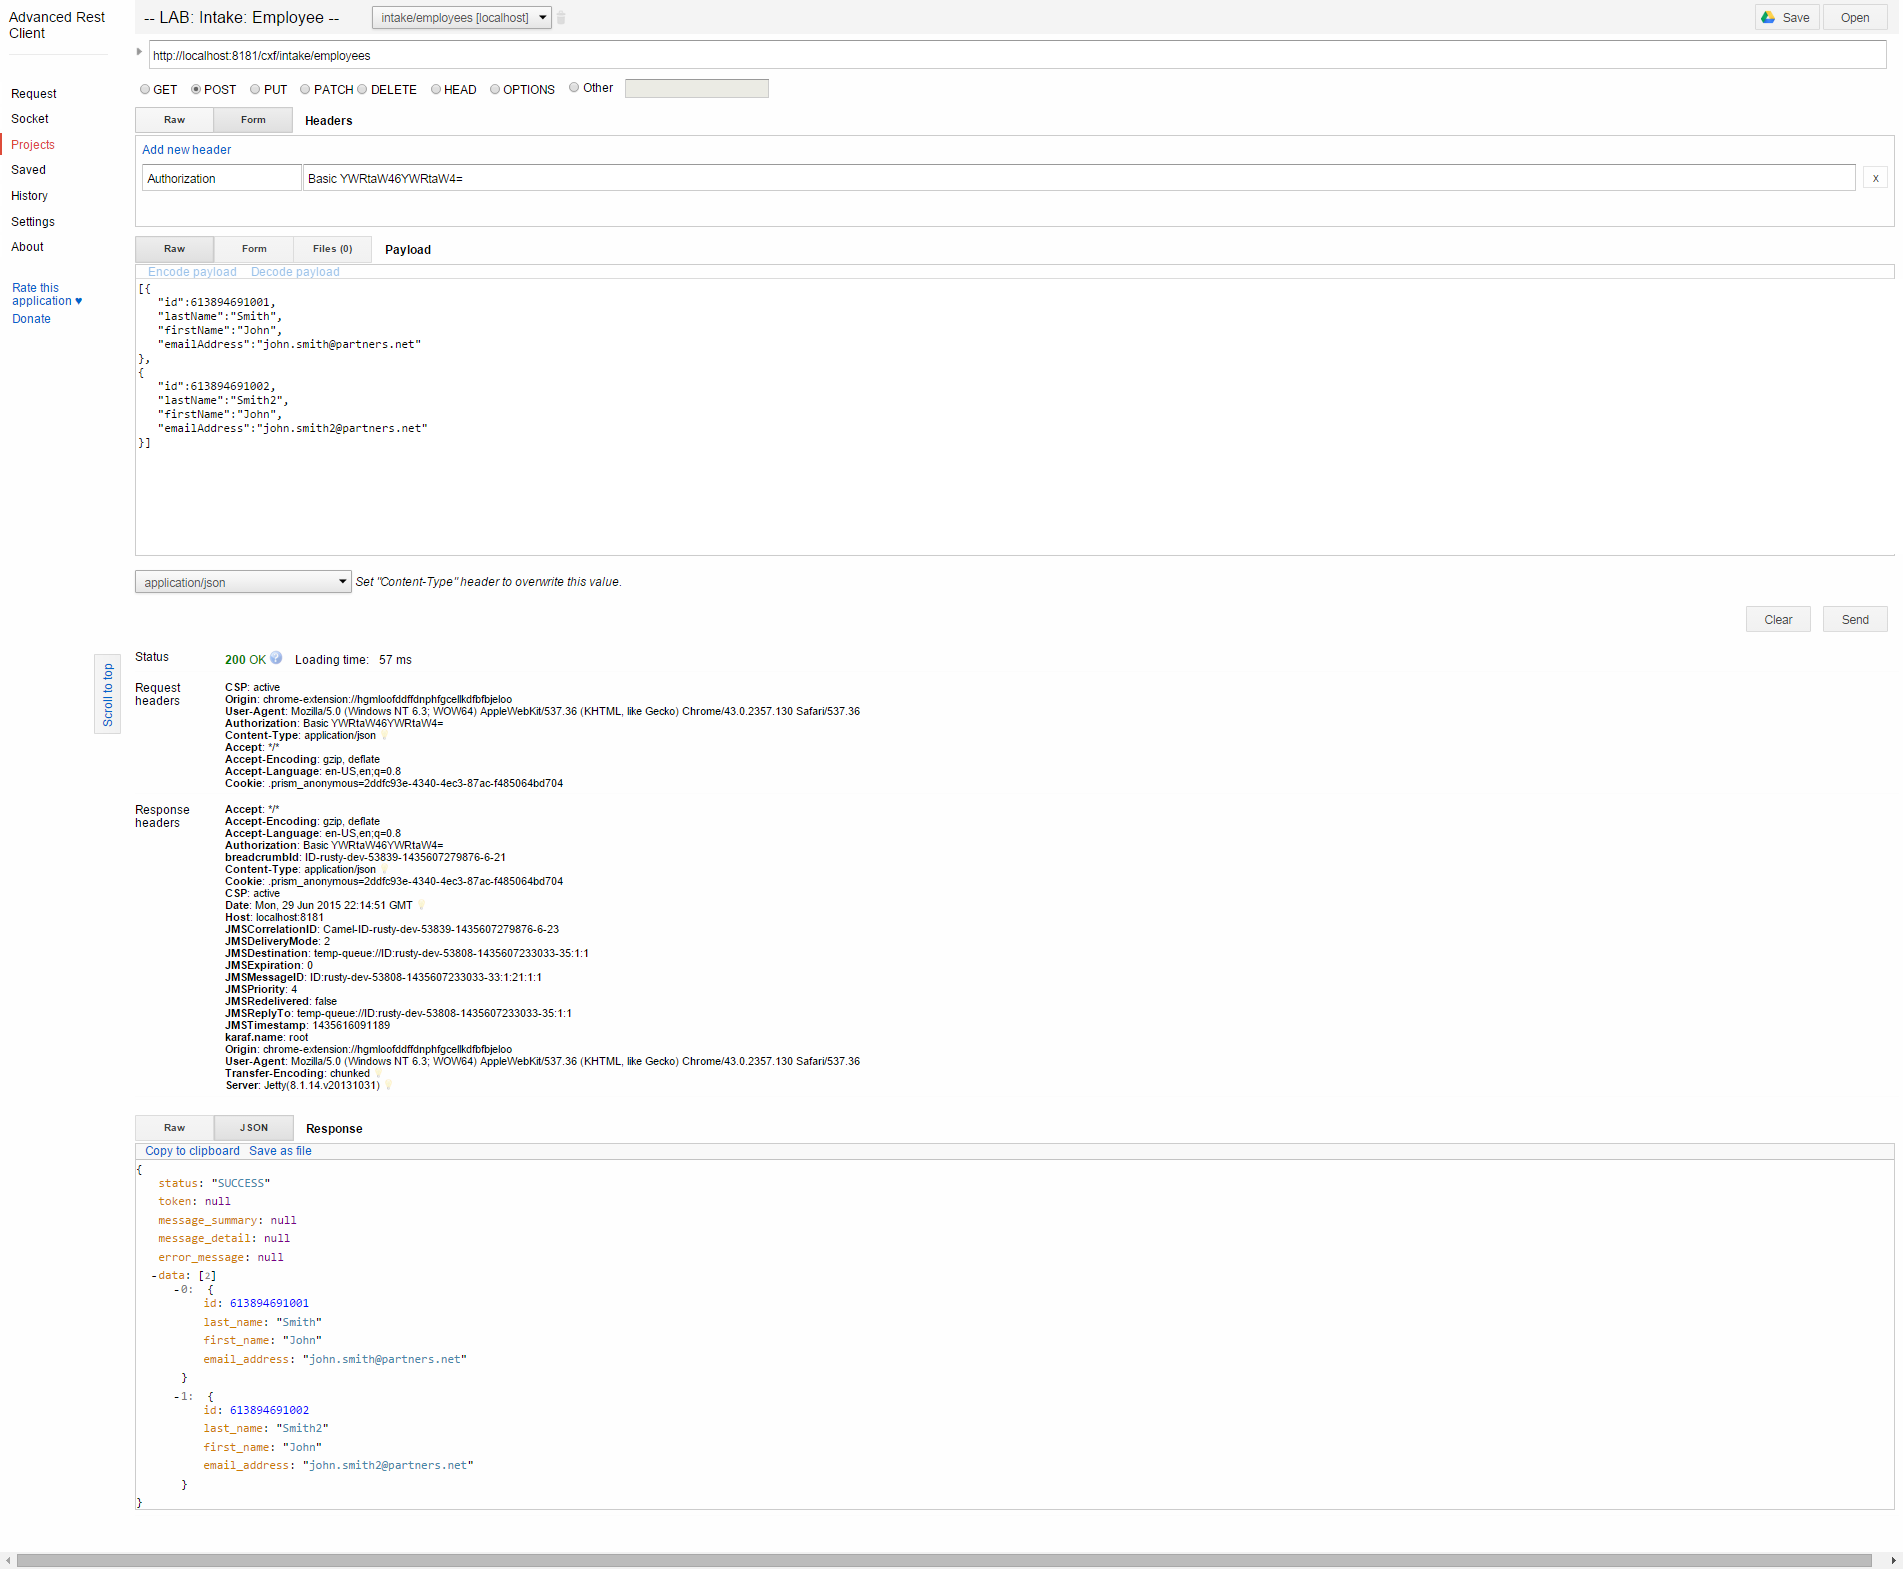 Advanced Rest
Client
Request
Socket
Projects
Saved
History
Settings
About
Rate this
application ♥
Donate
-- LAB: Intake: Employee --
intake/employees [localhost]
Save
Open
http://localhost:8181/cxf/intake/employees
GET POST PUT PATCH DELETE HEAD OPTIONS Other
Raw Form Headers
Add new header
Authorization Basic YWRtaW46YWRtaW4= x
Raw Form Files (0) Payload
Encode payload Decode payload
[{
"id":613894691001,
"lastName":"Smith",
"firstName":"John",
"emailAddress":"john.smith@partners.net"
},
{
"id":613894691002,
"lastName":"Smith2",
"firstName":"John",
"emailAddress":"john.smith2@partners.net"
}]
application/json Set "Content-Type" header to overwrite this value.
Clear Send
Scroll to top
Status 200 OK ? Loading time: 57 ms
Request
headers
CSP: active
Origin: chrome-extension://hgmloofddffdnphfgcellkdfbfbjeloo
User-Agent: Mozilla/5.0 (Windows NT 6.3; WOW64) AppleWebKit/537.36 (KHTML, like Gecko) Chrome/43.0.2357.130 Safari/537.36
Authorization: Basic YWRtaW46YWRtaW4=
Content-Type: application/json
Accept: */*
Accept-Encoding: gzip, deflate
Accept-Language: en-US,en;q=0.8
Cookie: .prism_anonymous=2ddfc93e-4340-4ec3-87ac-f485064bd704
Response
headers
Accept: */*
Accept-Encoding: gzip, deflate
Accept-Language: en-US,en;q=0.8
Authorization: Basic YWRtaW46YWRtaW4=
breadcrumbId: ID-rusty-dev-53839-1435607279876-6-21
Content-Type: application/json
Cookie: .prism_anonymous=2ddfc93e-4340-4ec3-87ac-f485064bd704
CSP: active
Date: Mon, 29 Jun 2015 22:14:51 GMT
Host: localhost:8181
JMSCorrelationID: Camel-ID-rusty-dev-53839-1435607279876-6-23
JMSDeliveryMode: 2
JMSDestination: temp-queue://ID:rusty-dev-53808-1435607233033-35:1:1
JMSExpiration: 0
JMSMessageID: ID:rusty-dev-53808-1435607233033-33:1:21:1:1
JMSPriority: 4
JMSRedelivered: false
JMSReplyTo: temp-queue://ID:rusty-dev-53808-1435607233033-35:1:1
JMSTimestamp: 1435616091189
karaf.name: root
Origin: chrome-extension://hgmloofddffdnphfgcellkdfbfbjeloo
User-Agent: Mozilla/5.0 (Windows NT 6.3; WOW64) AppleWebKit/537.36 (KHTML, like Gecko) Chrome/43.0.2357.130 Safari/537.36
Transfer-Encoding: chunked
Server: Jetty(8.1.14.v20131031)
Raw JSON Response
Copy to clipboard Save as file
{
status: "SUCCESS"
token: null
message_summary: null
message_detail: null
error_message: null
-data: [2]
-0: {
id: 613894691001
last_name: "Smith"
first_name: "John"
email_address: "john.smith@partners.net"
}
-1: {
id: 613894691002
last_name: "Smith2"
first_name: "John"
email_address: "john.smith2@partners.net"
}
}